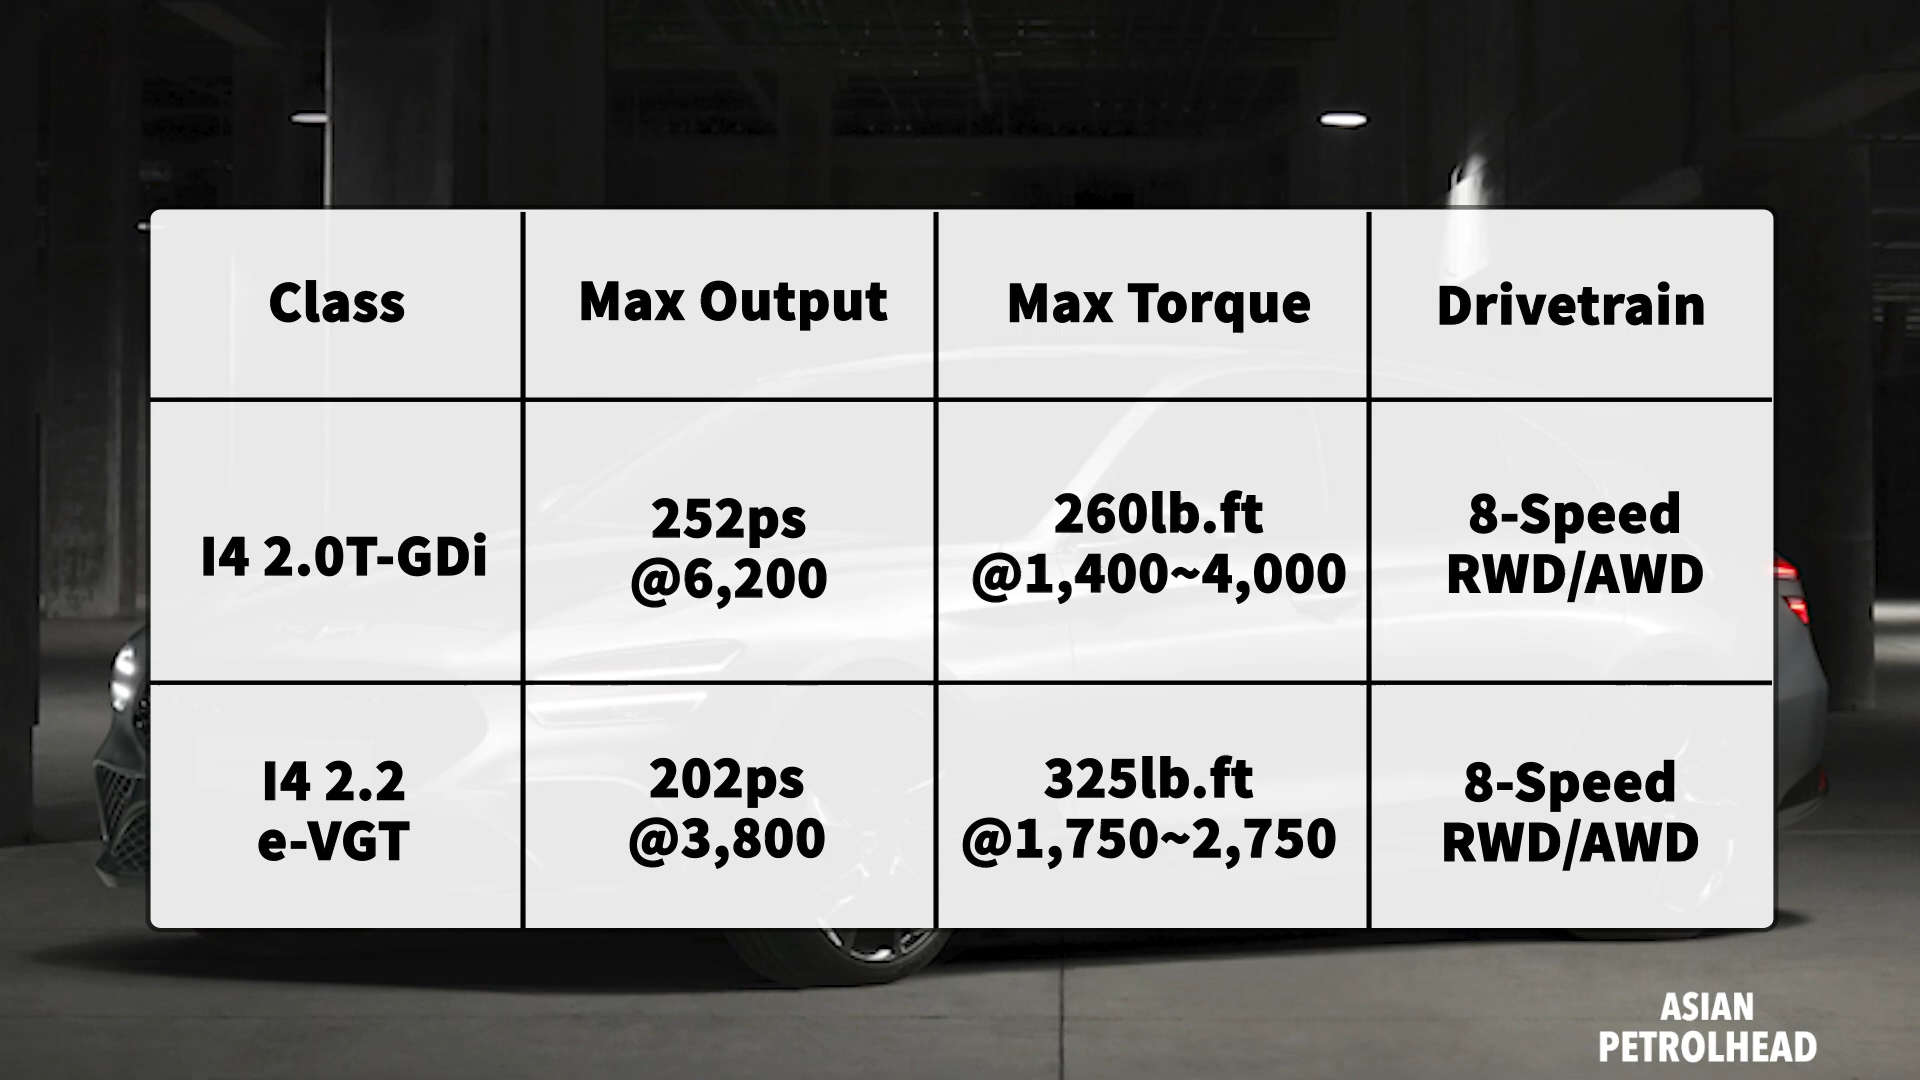 Class
Max Output
Max Torque
Drivetrain
I4 2.0T-GDi
252ps
@6,200
260lb.ft
@1,400~4,000
8-Speed
RWD/AWD
I4 2.2
e-VGT
202ps
@3,800
325lb.ft
@1,750~2,750
8-Speed
RWD/AWD
ASIAN
PETROLHEAD